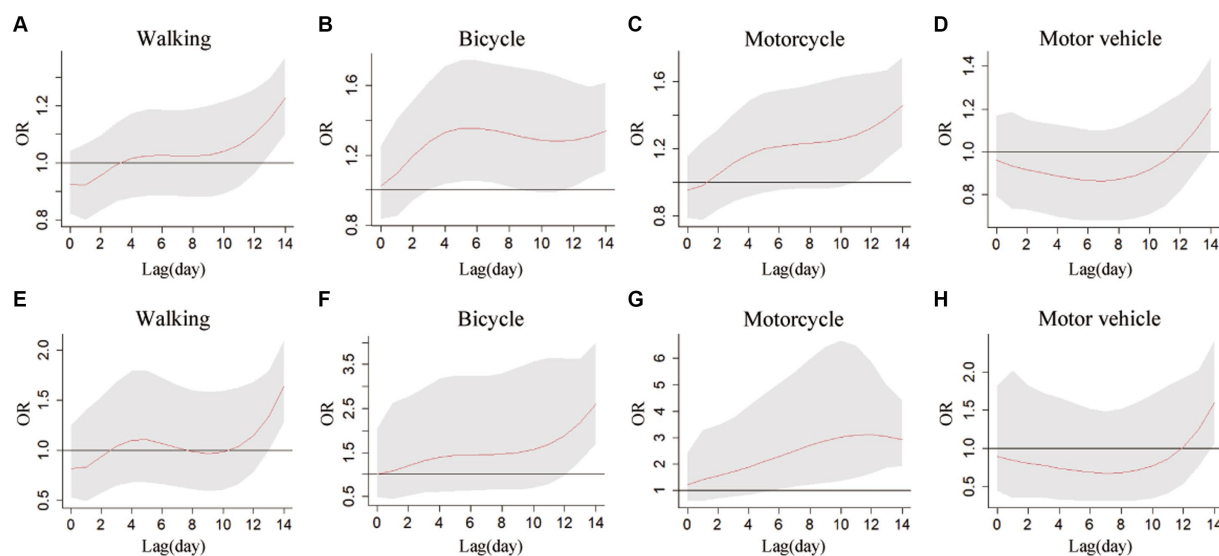 A
Walking
OR
0.8 1.0 1.2
0 2 4 6 8 10 12 14
Lag(day)
B
Bicycle
OR
0.8 1.2 1.6
0 2 4 6 8 10 12 14
Lag(day)
C
Motorcycle
OR
0.8 1.0 1.2 1.6
0 2 4 6 8 10 12 14
Lag(day)
D
Motor vehicle
OR
0.8 1.0 1.2 1.4
0 2 4 6 8 10 12 14
Lag(day)
E
Walking
OR
0.5 1.0 1.5 2.0
0 2 4 6 8 10 12 14
Lag(day)
F
Bicycle
OR
0.5 1.5 2.5 3.5
0 2 4 6 8 10 12 14
Lag(day)
G
Motorcycle
OR
1 2 3 4 5 6
0 2 4 6 8 10 12 14
Lag(day)
H
Motor vehicle
OR
0.5 1.0 1.5 2.0
0 2 4 6 8 10 12 14
Lag(day)